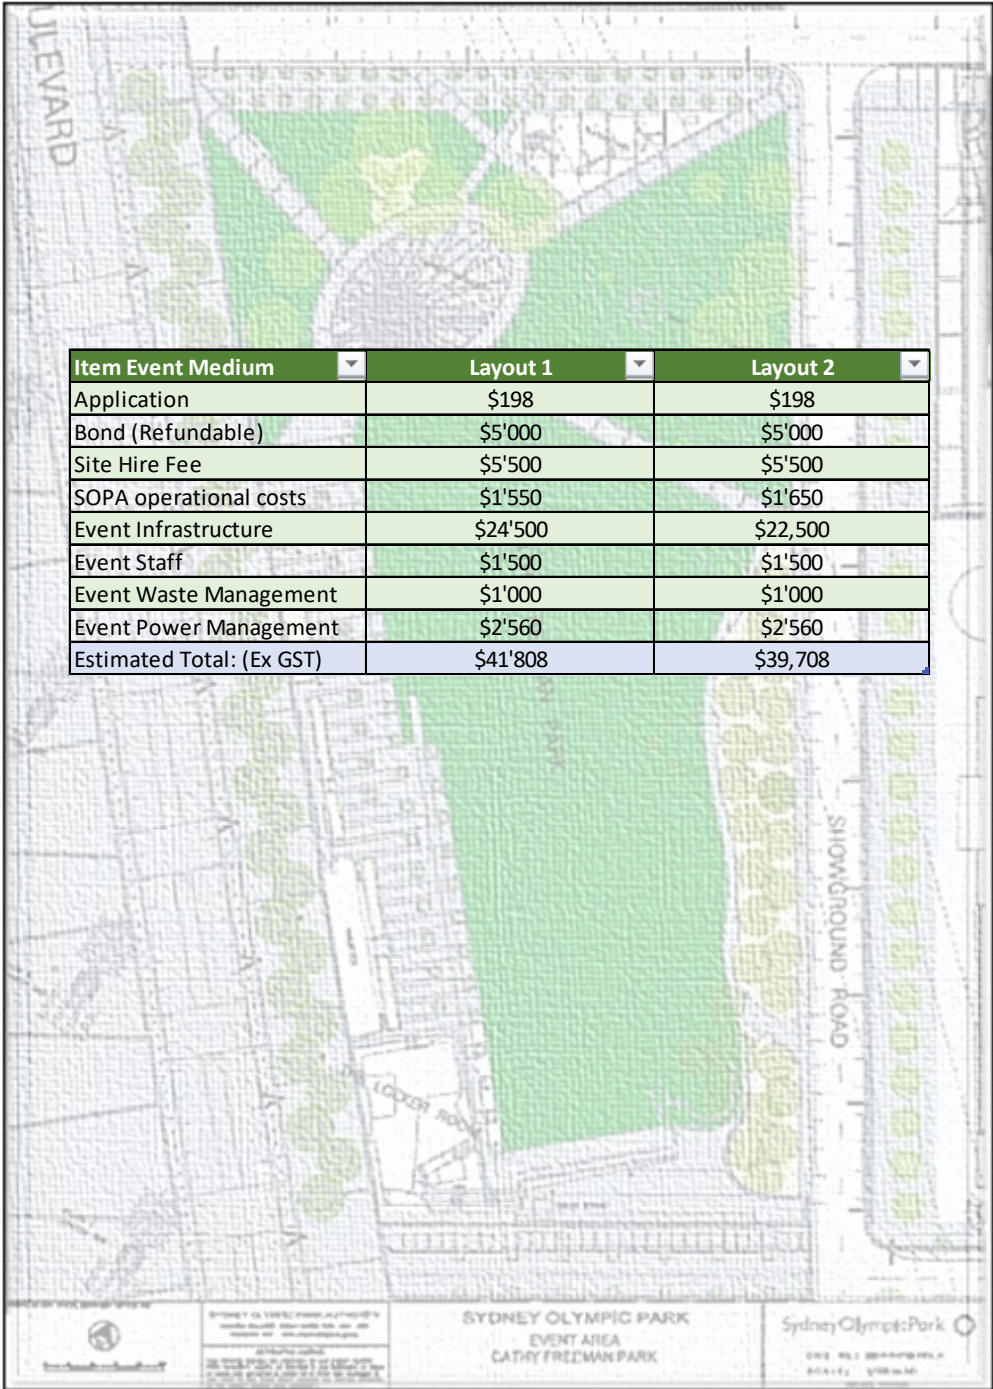 ULEVARD
Item Event Medium Layout 1 Layout 2
Application $198 $198
Bond (Refundable) $5'000 $5'000
Site Hire Fee $5'500 $5'500
SOPA operational costs $1'550 $1'650
Event Infrastructure $24'500 $22,500
Event Staff $1'500 $1'500
Event Waste Management $1'000 $1'000
Event Power Management $2'560 $2'560
Estimated Total: (Ex GST) $41'808 $39,708
PARK
SHOWGROUND ROAD
LOCKER ROOM
SYDNEY OLYMPIC PARK
EVENT AREA
CATHY FREEMAN PARK
SydneyOlympicPark